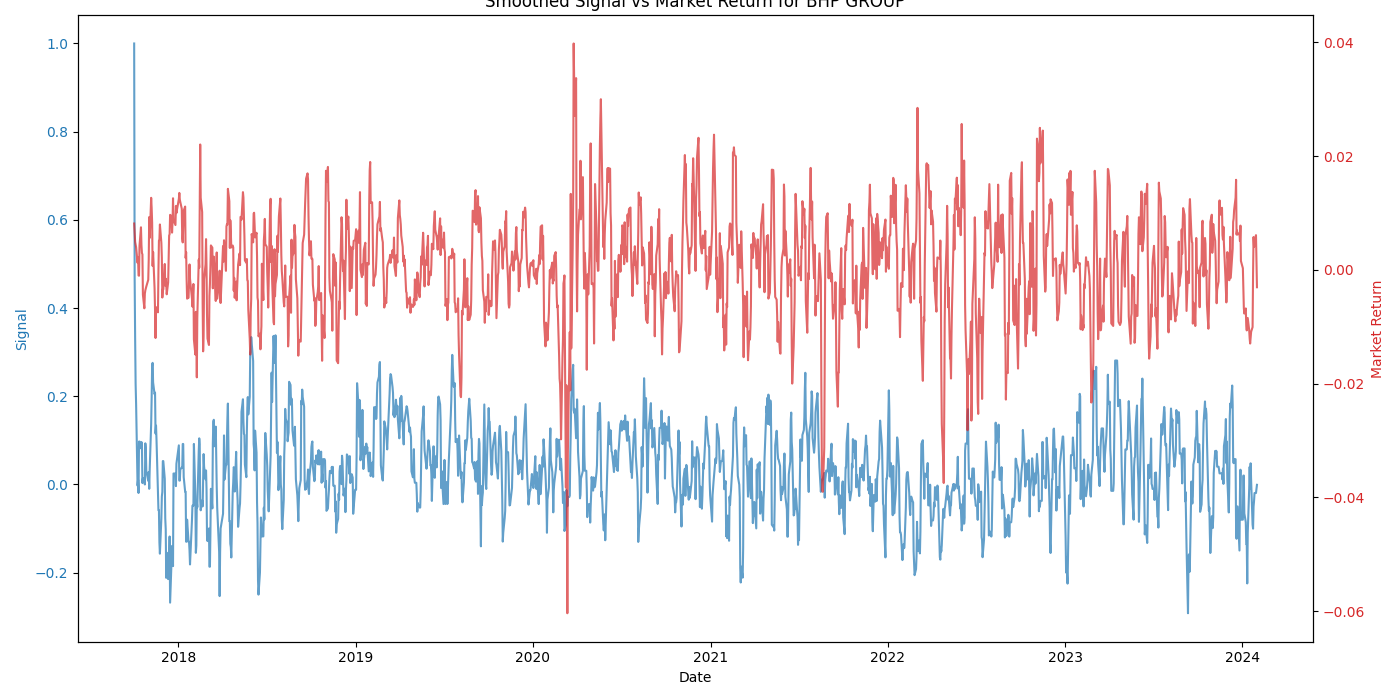 Smoothed Signal vs Market Return for BHP GROUP
1.0
0.8
0.6
0.4
0.2
0.0
−0.2
Signal
0.04
0.02
0.00
−0.02
−0.04
−0.06
Market Return
2018 2019 2020 2021 2022 2023 2024
Date